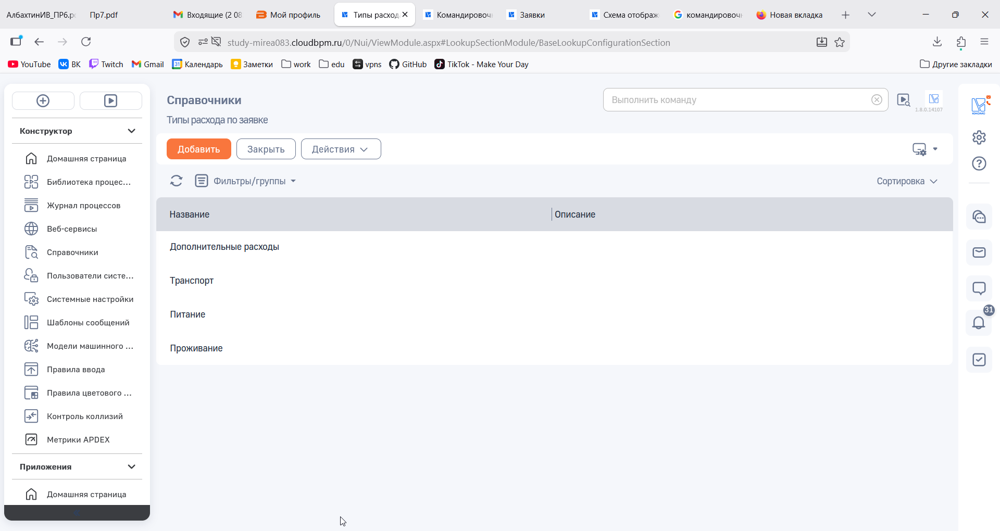 АлбахтинИВ_ПР6.pdf
Пр7.pdf
Входящие (2 08
Мой профиль
Типы расход
Командировоч
Заявки
Схема отображ
командировоч
Новая вкладка
study-mirea083.cloudbpm.ru/0/Nui/ViewModule.aspx#LookupSectionModule/BaseLookupConfigurationSection
YouTube
ВК
Twitch
Gmail
31
Календарь
Заметки
work
edu
vpns
GitHub
TikTok - Make Your Day
Другие закладки
Справочники
Типы расхода по заявке
Выполнить команду
1.8.0.14107
ЮКОМО
Конструктор
Домашняя страница
Библиотека процес...
Журнал процессов
Веб-сервисы
Справочники
Пользователи систе...
Системные настройки
Шаблоны сообщений
Модели машинного ...
Правила ввода
Правила цветового ...
Контроль коллизий
Метрики APDEX
Приложения
Домашняя страница
Добавить
Закрыть
Действия
Фильтры/группы
Сортировка
Название
Описание
Дополнительные расходы
Транспорт
Питание
Проживание
31